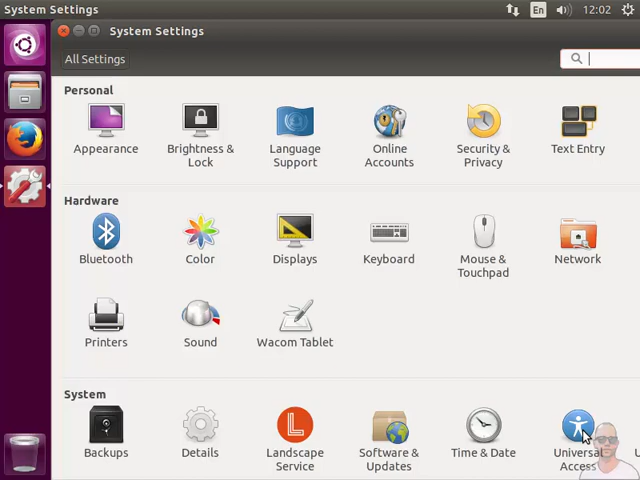 System Settings
En
12:02
System Settings
All Settings
Personal
Appearance
Brightness &
Lock
Language
Support
Online
Accounts
Security &
Privacy
Text Entry
Hardware
Bluetooth
Color
Displays
Keyboard
Mouse &
Touchpad
Network
Printers
Sound
Wacom Tablet
System
Backups
Details
Landscape
Service
Software &
Updates
Time & Date
Universal
Access